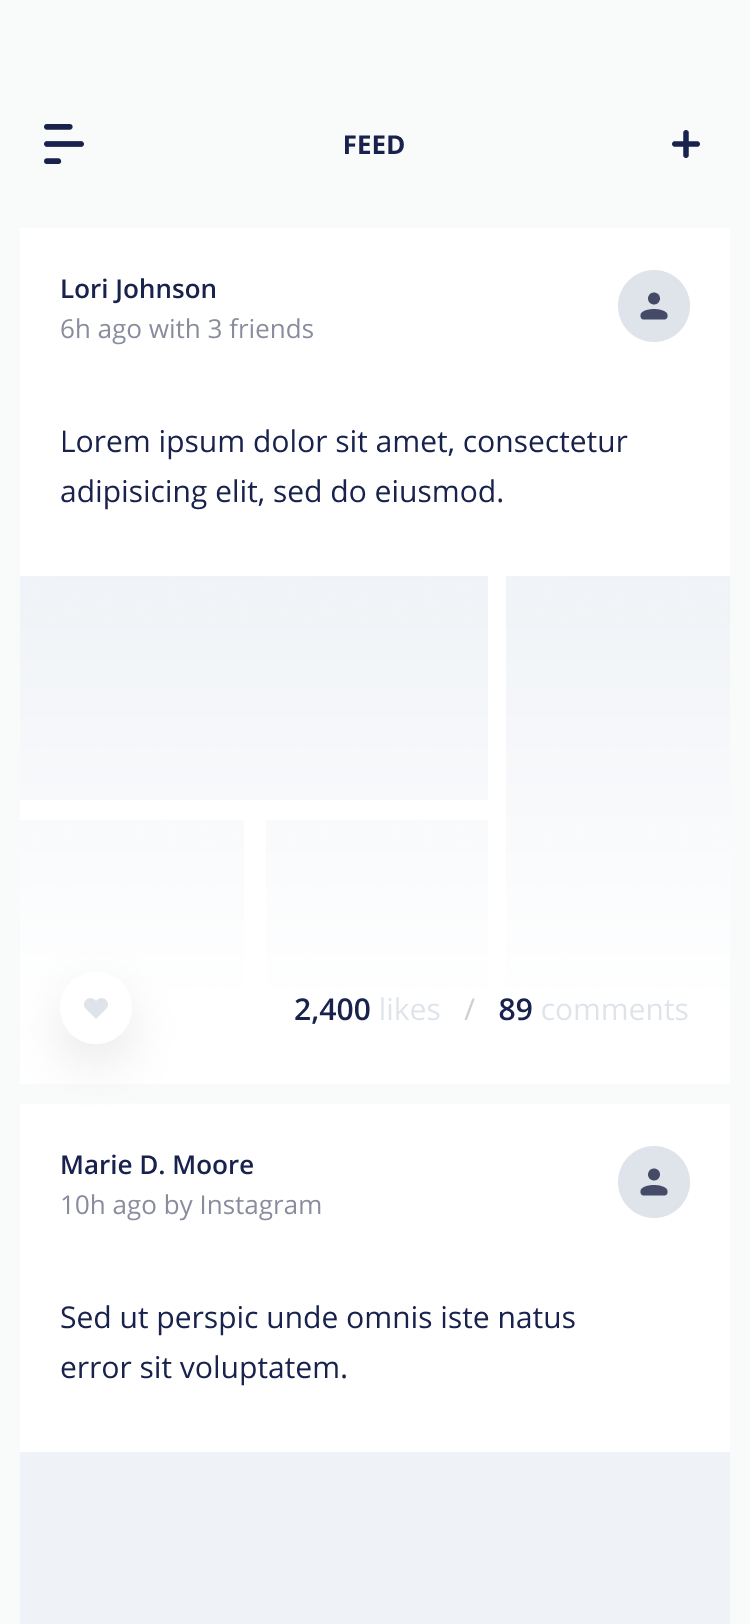 FEED
Lori Johnson
6h ago with 3 friends
Lorem ipsum dolor sit amet, consectetur
adipisicing elit, sed do eiusmod.
2,400 likes / 89 comments
Marie D. Moore
10h ago by Instagram
Sed ut perspic unde omnis iste natus
error sit voluptatem.